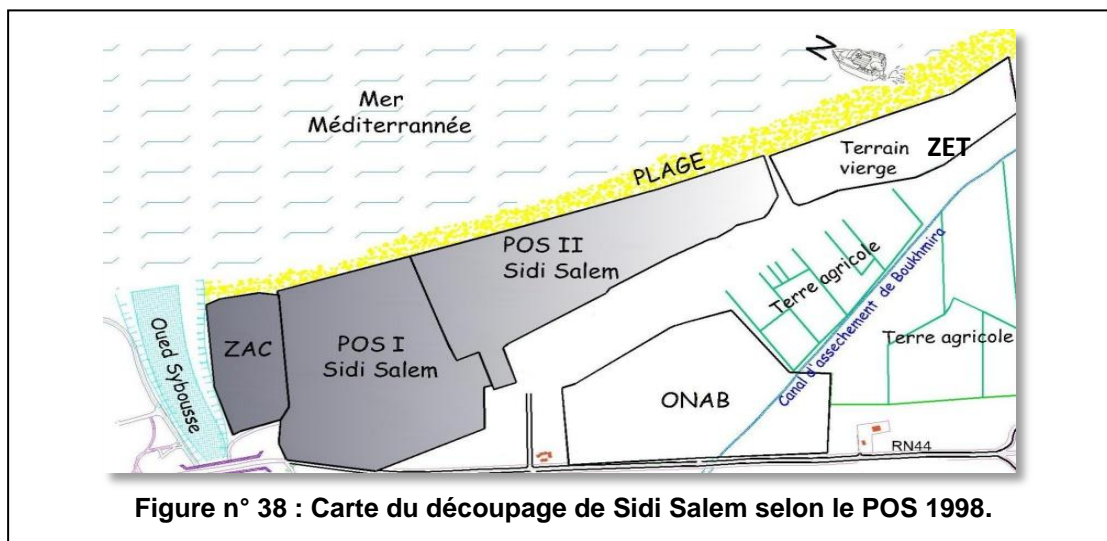 N
Mer
Méditerrannée
PLAGE
Terrain ZET
vierge
POS II
Sidi Salem
Terre agricole
Canal d'assechement de Boukhmira
Oued Sybousse
ZAC
POS I
Sidi Salem
Terre agricole
ONAB
RN44
Figure n° 38 : Carte du découpage de Sidi Salem selon le POS 1998.